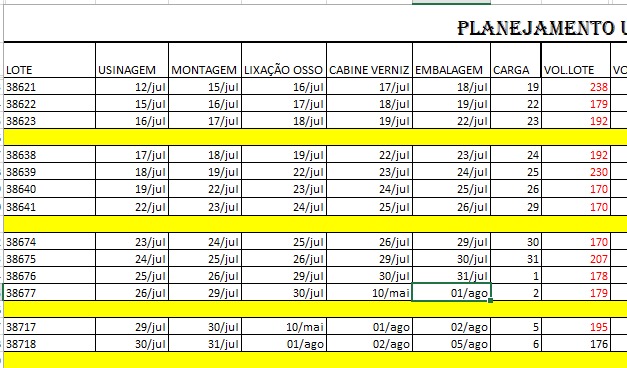 PLANEJAMENTO U
LOTE USINAGEM MONTAGEM LIXAÇÃO OSSO CABINE VERNIZ EMBALAGEM CARGA VOL.LOTE VO
38621 12/jul 15/jul 16/jul 17/jul 18/jul 19 238
38622 15/jul 16/jul 17/jul 18/jul 19/jul 22 179
38623 16/jul 17/jul 18/jul 19/jul 22/jul 23 192
38638 17/jul 18/jul 19/jul 22/jul 23/jul 24 192
38639 18/jul 19/jul 22/jul 23/jul 24/jul 25 230
38640 19/jul 22/jul 23/jul 24/jul 25/jul 26 170
38641 22/jul 23/jul 24/jul 25/jul 26/jul 29 170
38674 23/jul 24/jul 25/jul 26/jul 29/jul 30 170
38675 24/jul 25/jul 26/jul 29/jul 30/jul 31 207
38676 25/jul 26/jul 29/jul 30/jul 31/jul 1 178
38677 26/jul 29/jul 30/jul 10/mai 01/ago 2 179
38717 29/jul 30/jul 10/mai 01/ago 02/ago 5 195
38718 30/jul 31/jul 01/ago 02/ago 05/ago 6 176